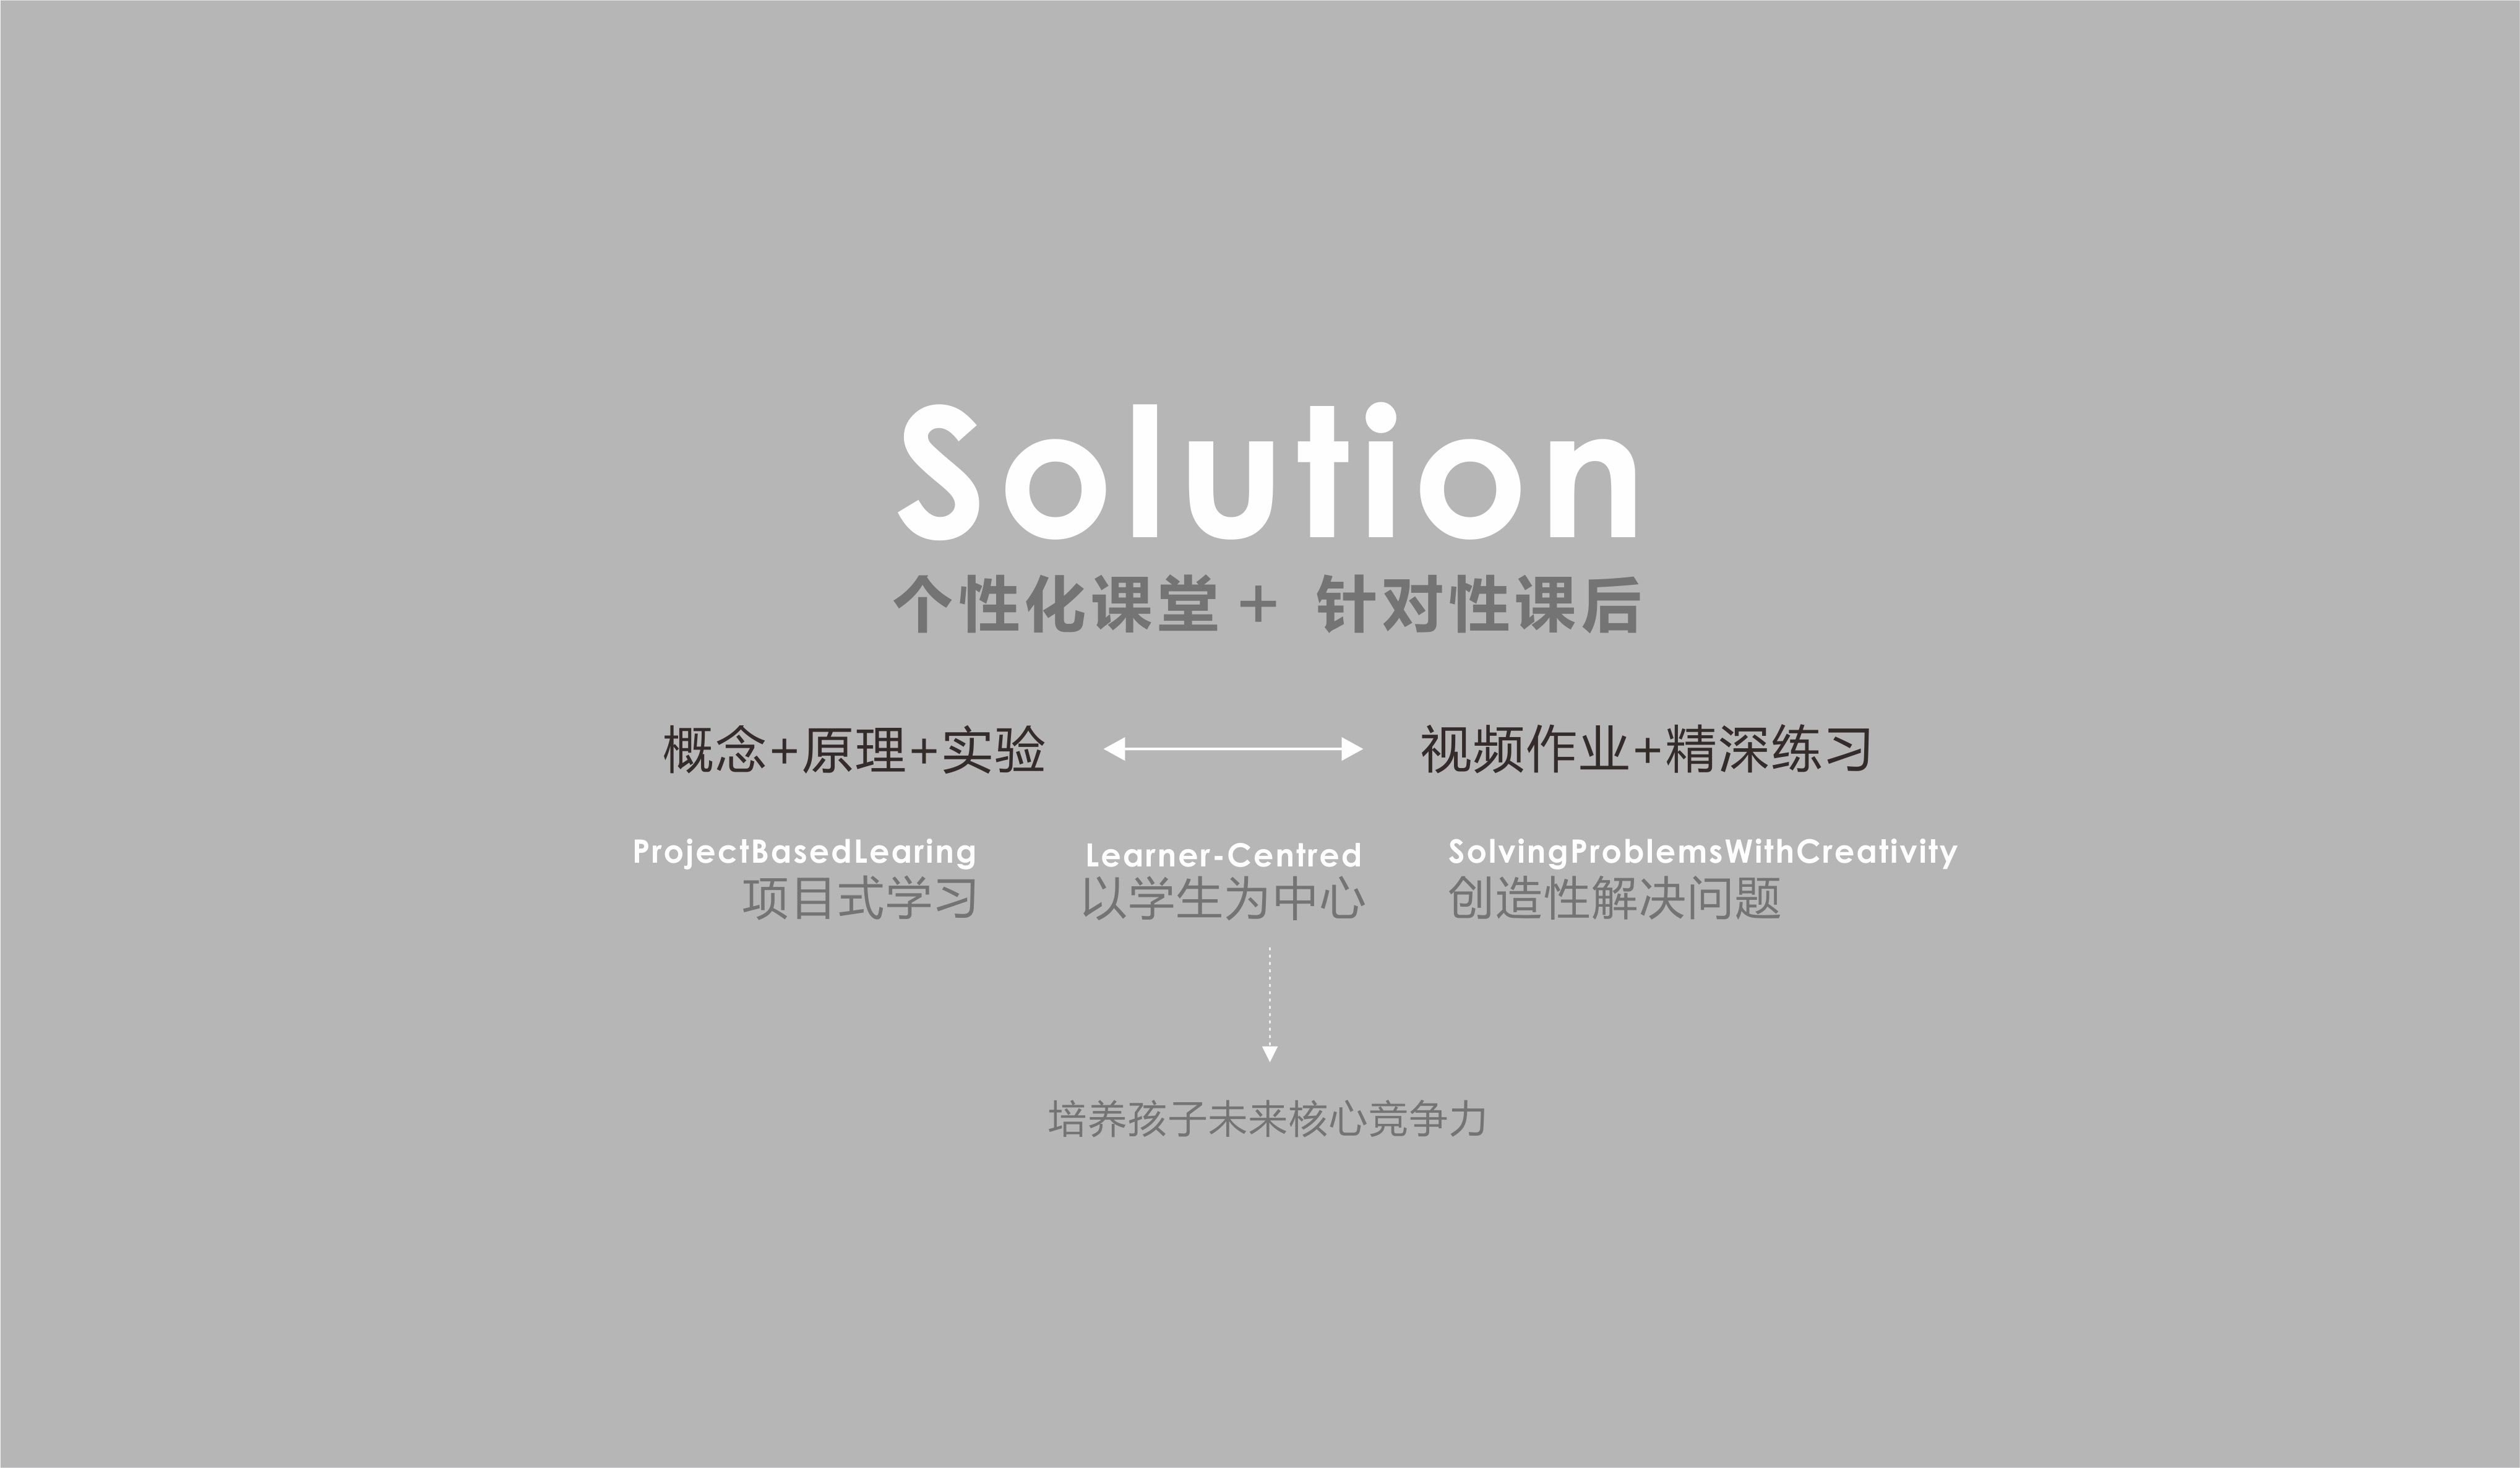 Solution
个性化课堂 + 针对性课后
概念+原理+实验
视频作业+精深练习
ProjectBasedLearing
项目式学习
Learner-Centred
以学生为中心
SolvingProblemsWithCreativity
创造性解决问题
培养孩子未来核心竞争力